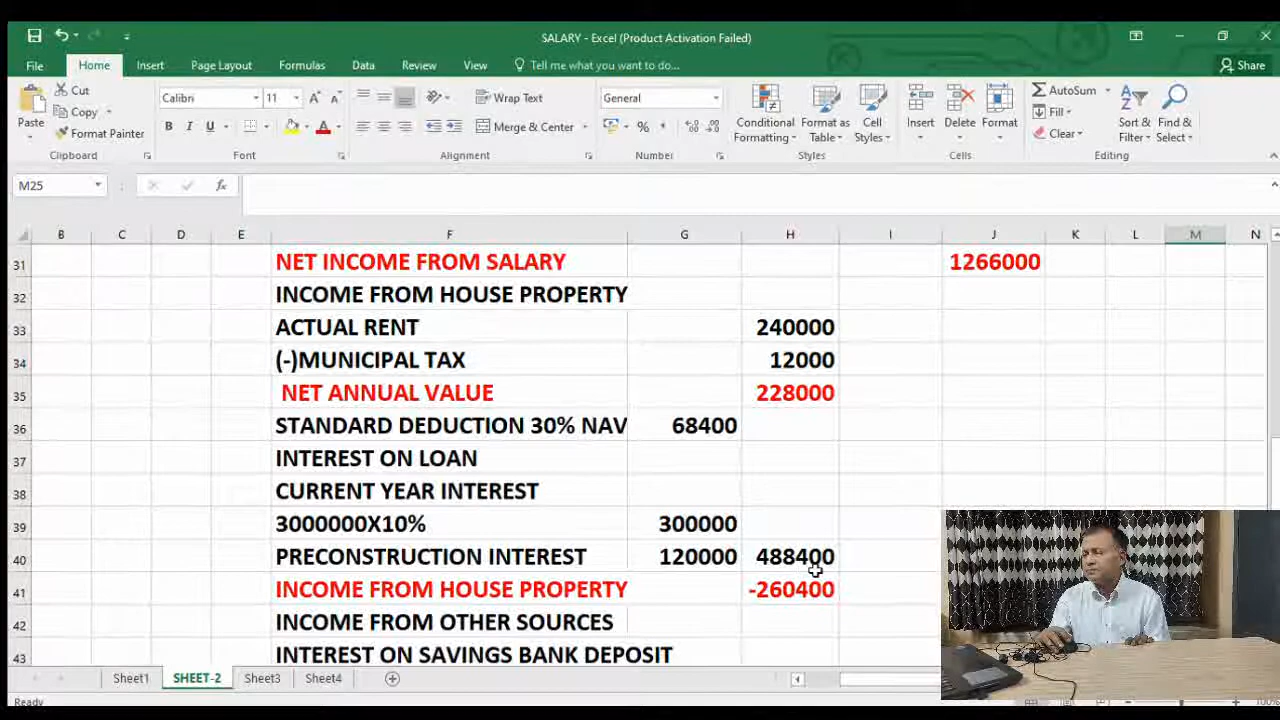 SALARY - Excel (Product Activation Failed)
File Home Insert Page Layout Formulas Data Review View Tell me what you want to do... Share
Paste Cut Copy Format Painter Clipboard
Calibri 11 A A B I U A Font
Wrap Text Merge & Center Alignment
General % , Number
Conditional Formatting Format as Table Cell Styles Styles
Insert Delete Format Cells
AutoSum Fill Clear Sort & Filter Find & Select Editing
M25 fx
B C D E F G H I J K L M N
31 NET INCOME FROM SALARY 1266000
32 INCOME FROM HOUSE PROPERTY
33 ACTUAL RENT 240000
34 (-)MUNICIPAL TAX 12000
35 NET ANNUAL VALUE 228000
36 STANDARD DEDUCTION 30% NAV 68400
37 INTEREST ON LOAN
38 CURRENT YEAR INTEREST
39 3000000X10% 300000
40 PRECONSTRUCTION INTEREST 120000 488400
41 INCOME FROM HOUSE PROPERTY -260400
42 INCOME FROM OTHER SOURCES
43 INTEREST ON SAVINGS BANK DEPOSIT
Sheet1 SHEET-2 Sheet3 Sheet4
Ready 100%